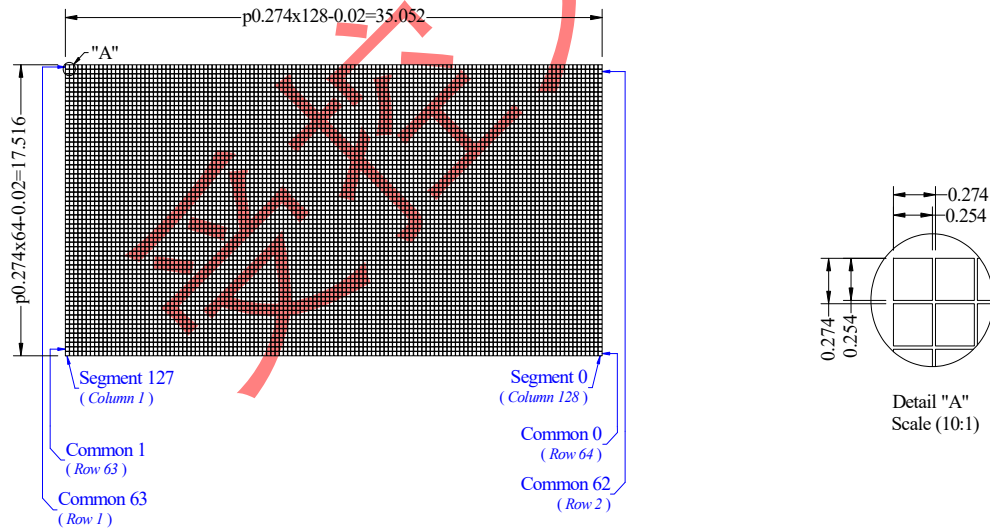 p0.274x128-0.02=35.052
"A"
p0.274x64-0.02=17.516
Segment 127
( Column 1 )
Segment 0
( Column 128 )
Common 1
( Row 63 )
Common 0
( Row 64 )
Common 63
( Row 1 )
Common 62
( Row 2 )
0.274
0.254
0.274
0.254
Detail "A"
Scale (10:1)